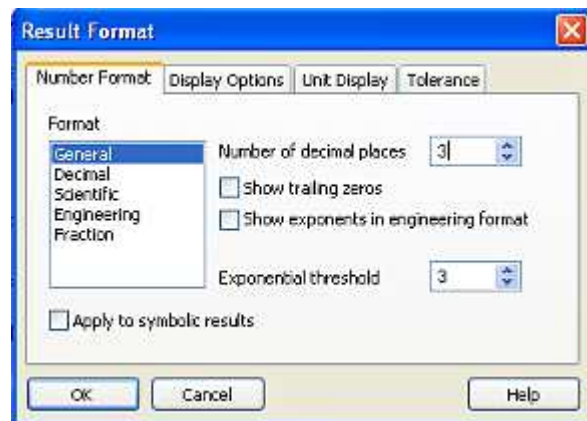 Result Format
Number Format Display Options Unit Display Tolerance
Format
General
Decimal
Scientific
Engineering
Fraction
Number of decimal places 3
Show trailing zeros
Show exponents in engineering format
Exponential threshold 3
Apply to symbolic results
OK Cancel Help